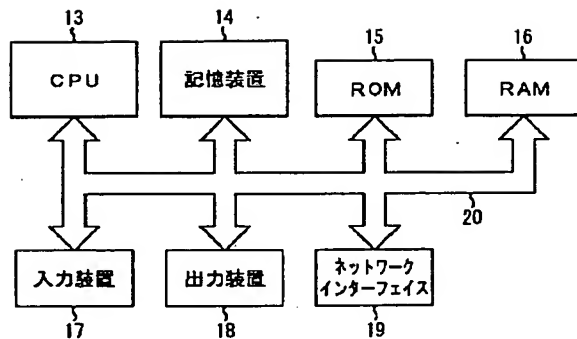 13
14
15
16
CPU
記憶装置
ROM
RAM
20
入力装置
出力装置
ネットワーク
インターフェイス
17
18
19